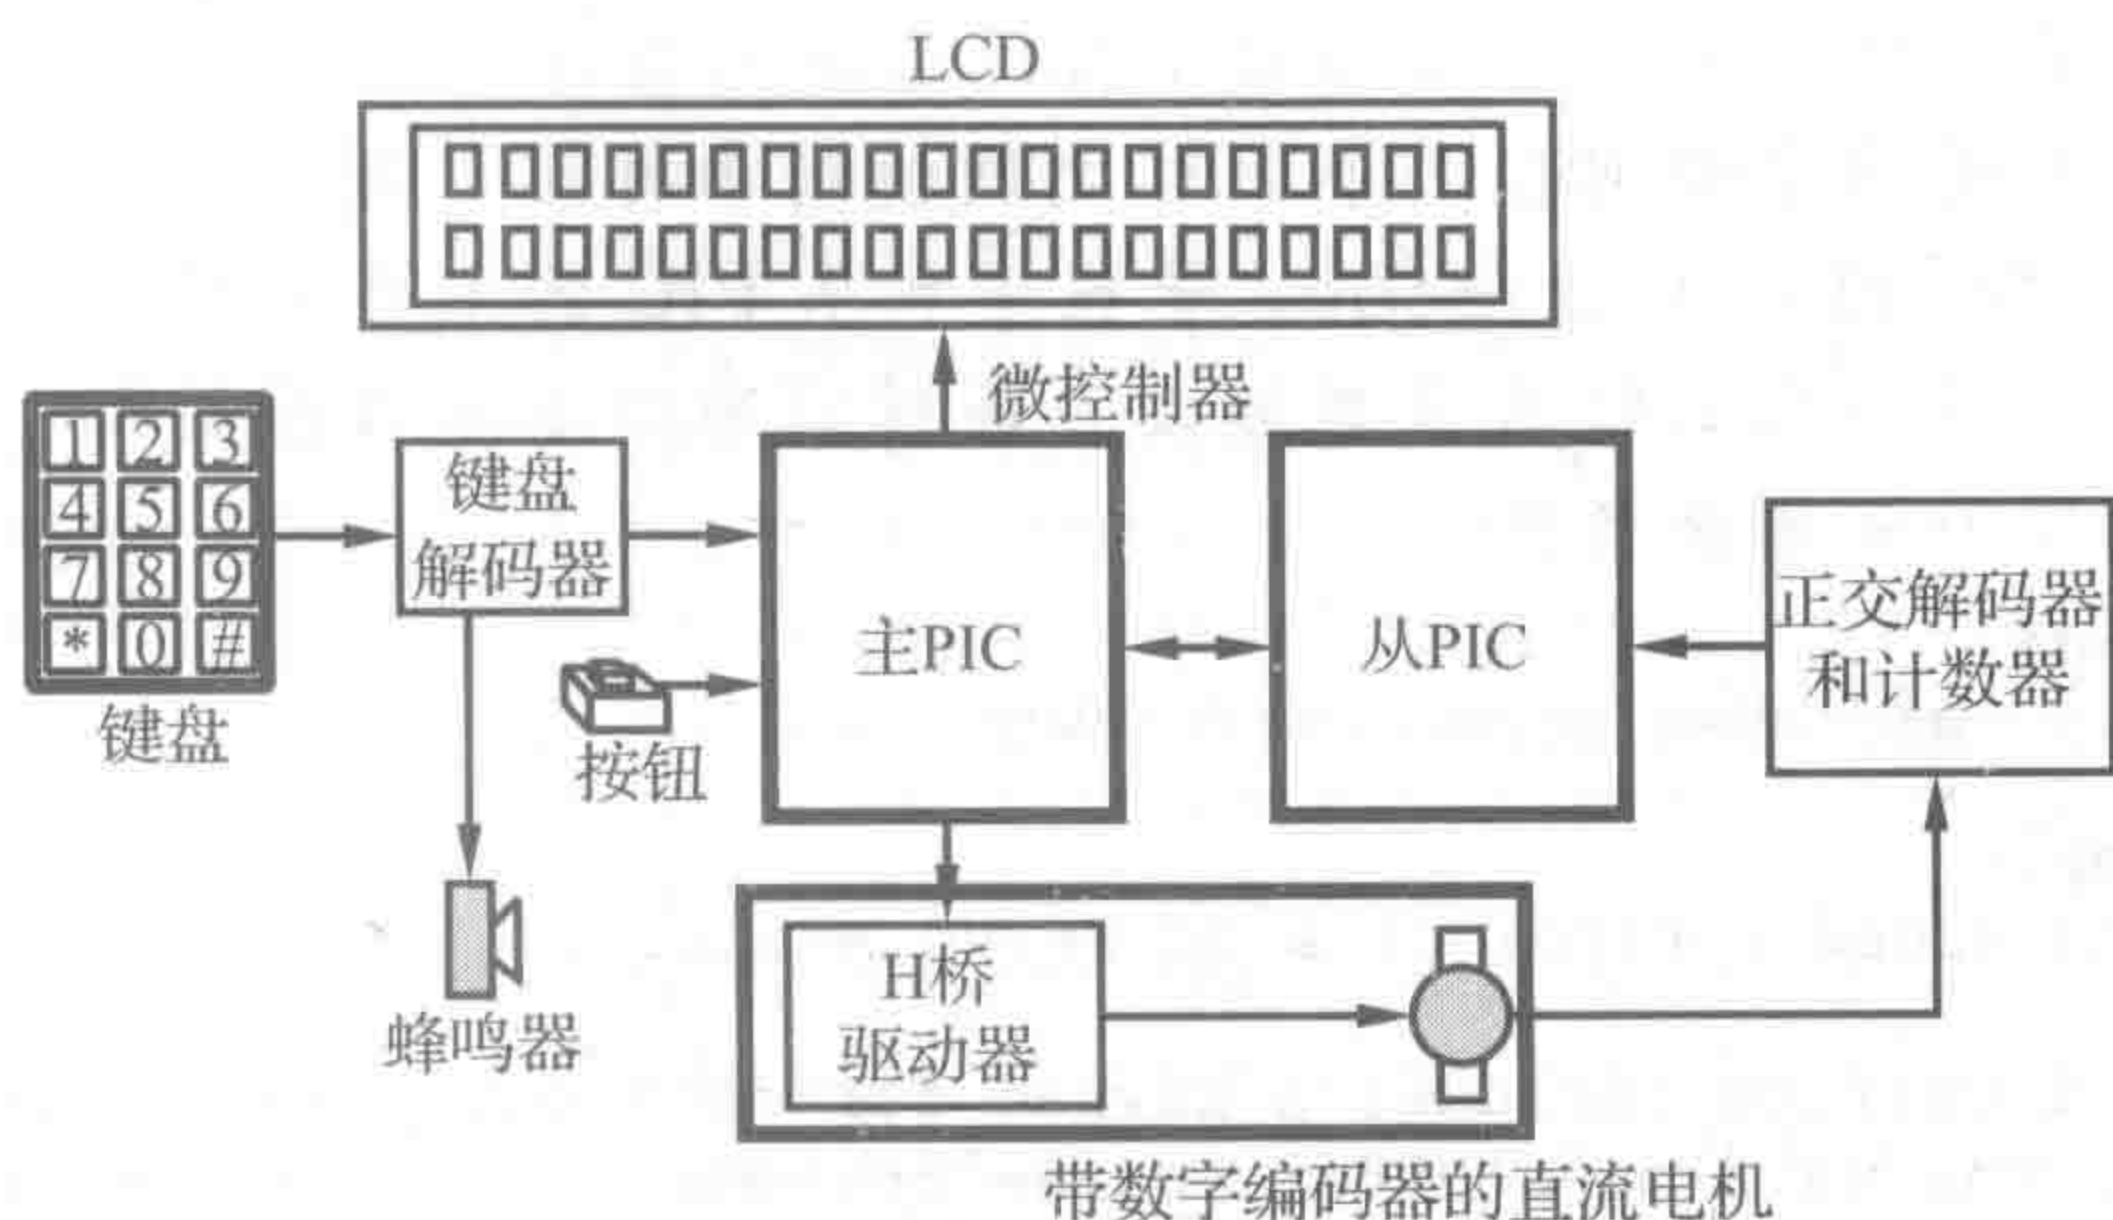 LCD
微控制器
1 2 3
4 5 6
7 8 9
* 0 #
键盘
键盘
解码器
按钮
蜂鸣器
主PIC
从PIC
正交解码器
和计数器
H桥
驱动器
带数字编码器的直流电机